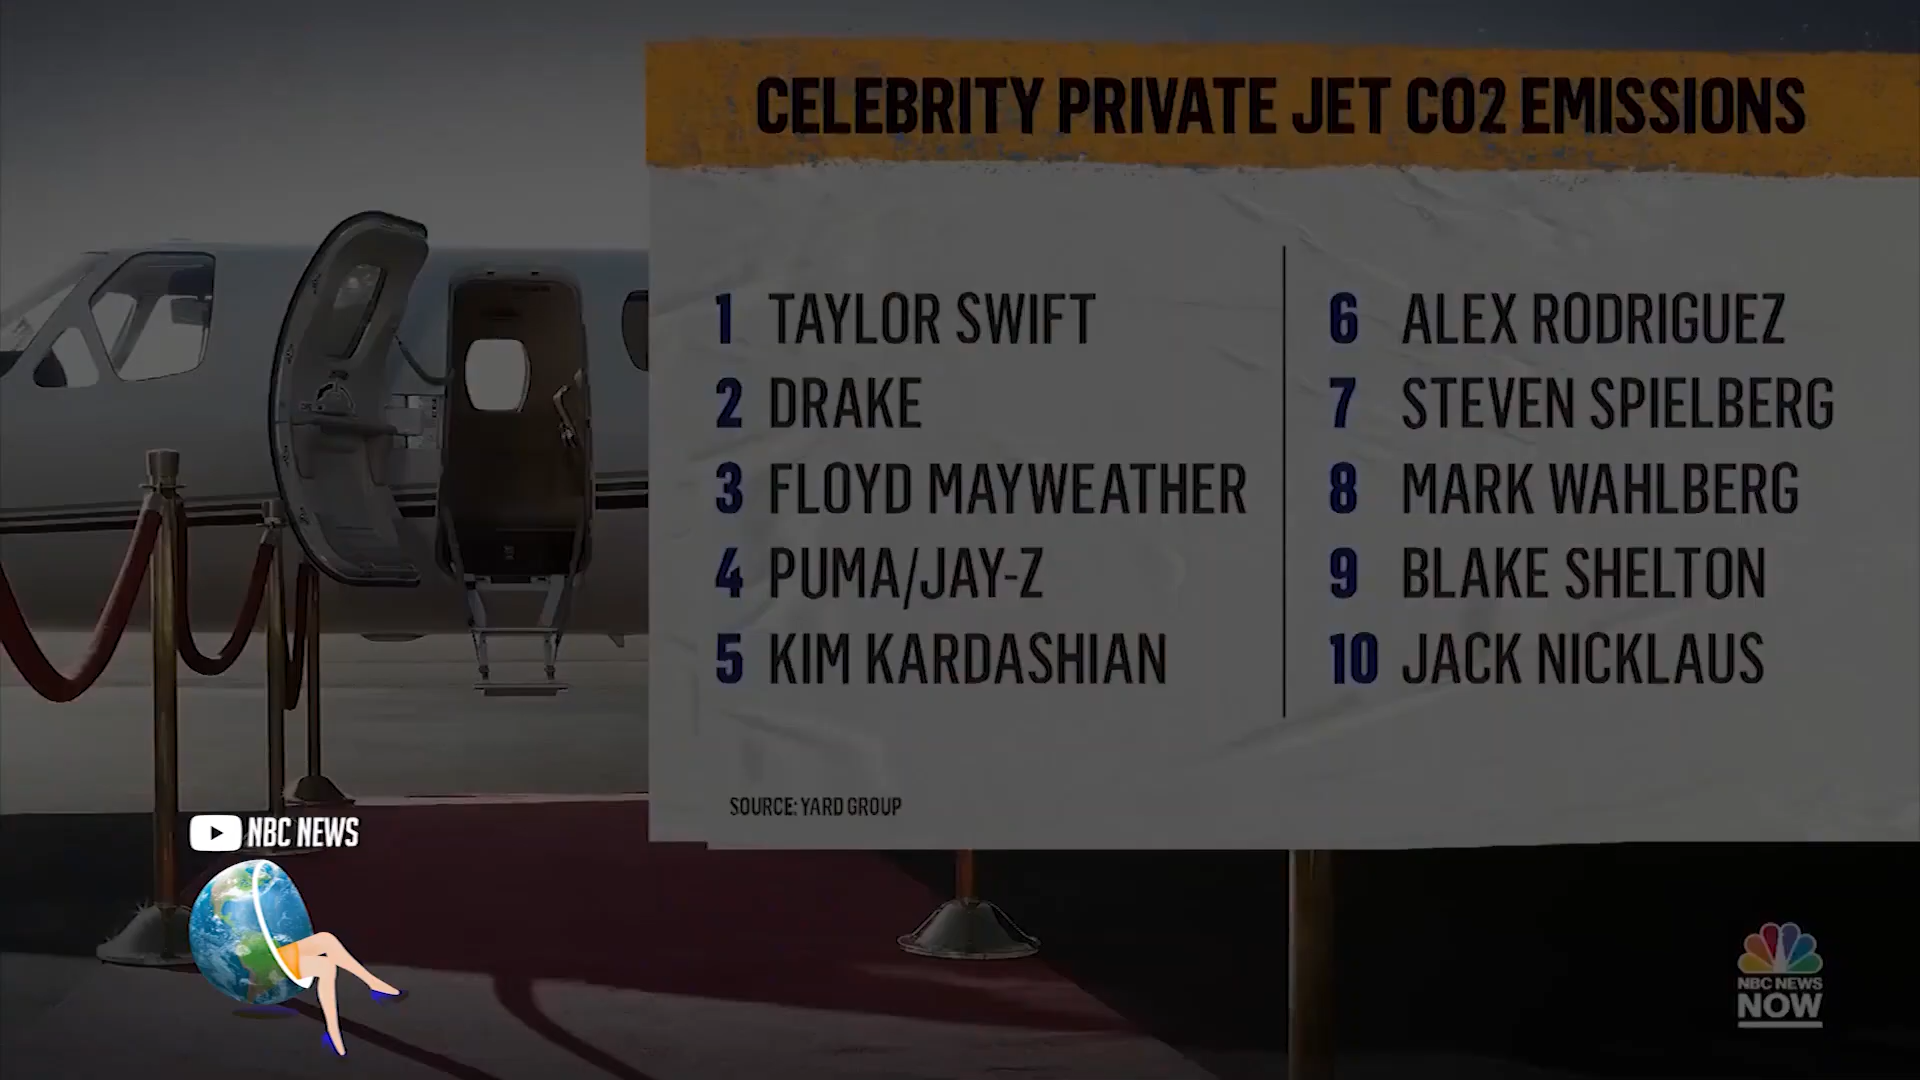 CELEBRITY PRIVATE JET CO2 EMISSIONS
1 TAYLOR SWIFT
2 DRAKE
3 FLOYD MAYWEATHER
4 PUMA/JAY-Z
5 KIM KARDASHIAN
6 ALEX RODRIGUEZ
7 STEVEN SPIELBERG
8 MARK WAHLBERG
9 BLAKE SHELTON
10 JACK NICKLAUS
SOURCE: YARD GROUP
NBC NEWS
NBC NEWS
NOW